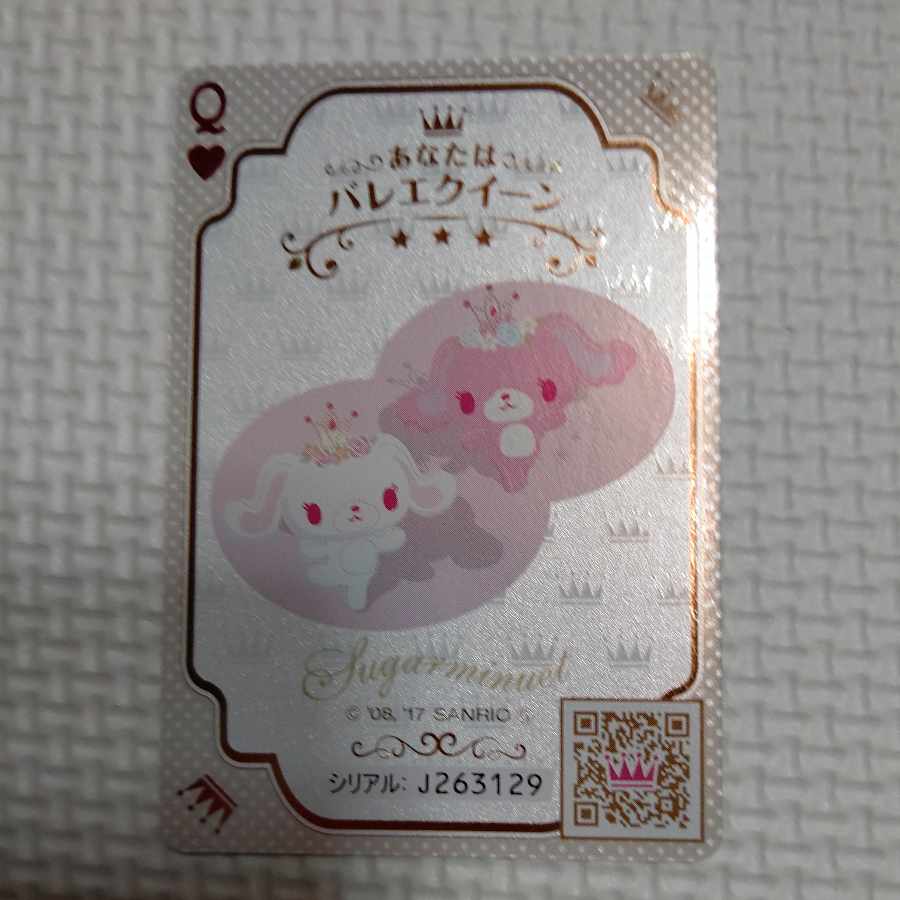 Q
あなたは
バレエクイーン
Sugarminuet
© '08, '17 SANRIO
シリアル: J263129